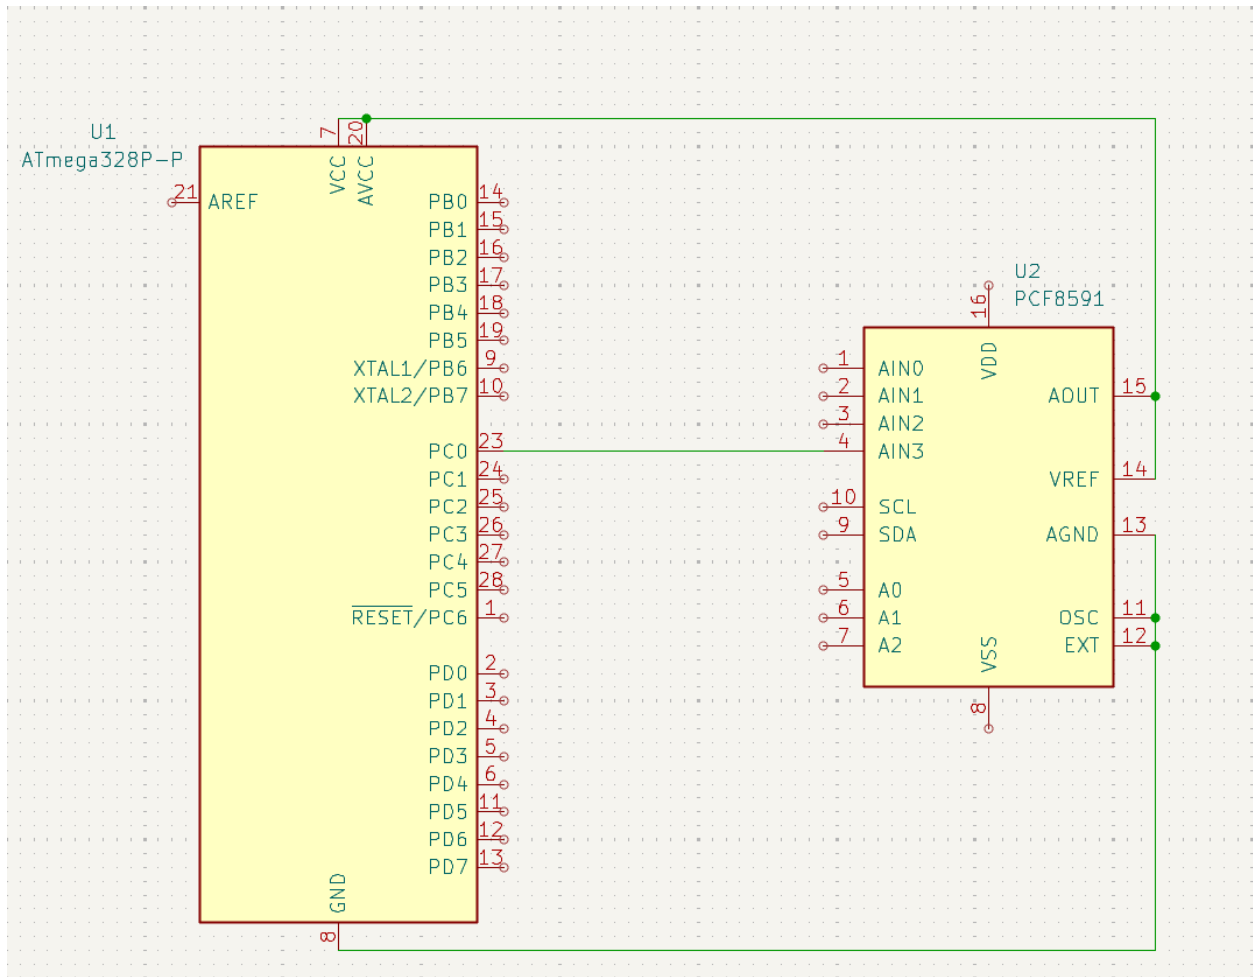 U1
ATmega328P-P
7
20
VCC
AVCC
21 AREF
PB0 14
PB1 15
PB2 16
PB3 17
PB4 18
PB5 19
XTAL1/PB6 9
XTAL2/PB7 10
PC0 23
PC1 24
PC2 25
PC3 26
PC4 27
PC5 28
RESET/PC6 1
PD0 2
PD1 3
PD2 4
PD3 5
PD4 6
PD5 11
PD6 12
PD7 13
GND
8
U2
PCF8591
16
VDD
1 AIN0
2 AIN1
3 AIN2
4 AIN3
10 SCL
9 SDA
5 A0
6 A1
7 A2
AOUT 15
VREF 14
AGND 13
OSC 11
EXT 12
VSS
8